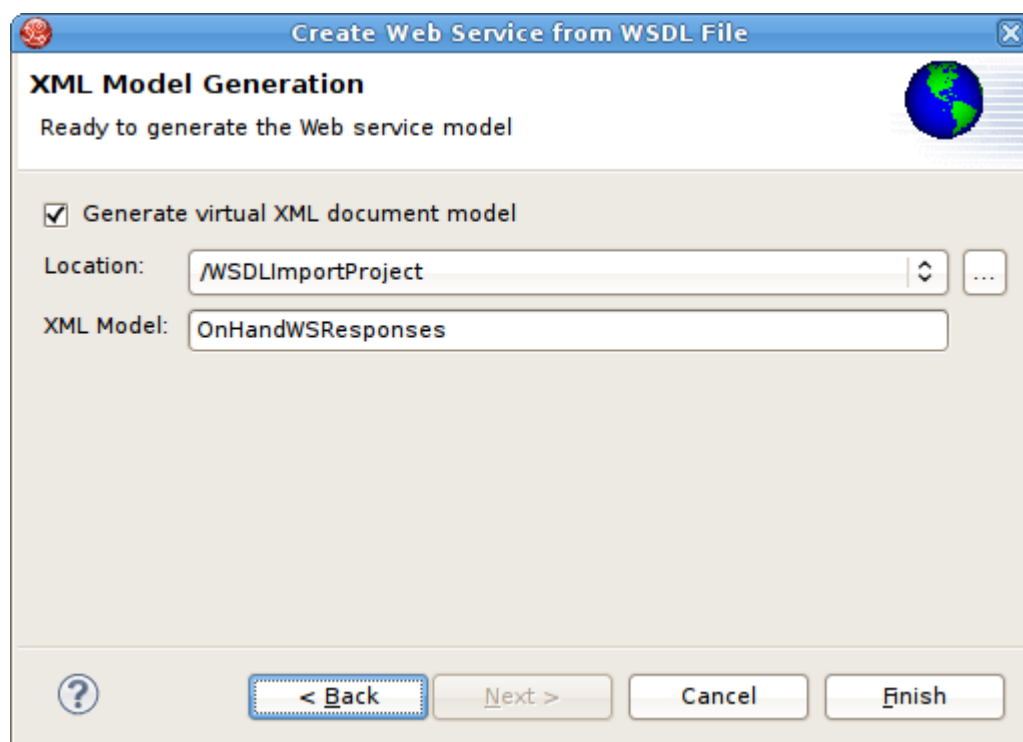 Create Web Service from WSDL File
XML Model Generation
Ready to generate the Web service model
Generate virtual XML document model
Location: /WSDLImportProject ...
XML Model: OnHandWSResponses
? < Back Next > Cancel Finish